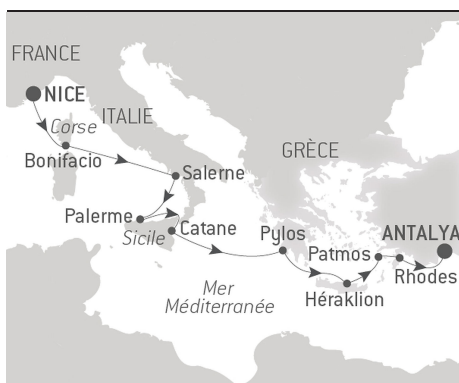 FRANCE
NICE
Corse
ITALIE
Bonifacio
GRÈCE
Salerne
Palerme
Sicile
Catane
Pylos
Patmos
ANTALYA
Rhodes
Héraklion
Mer
Méditerranée